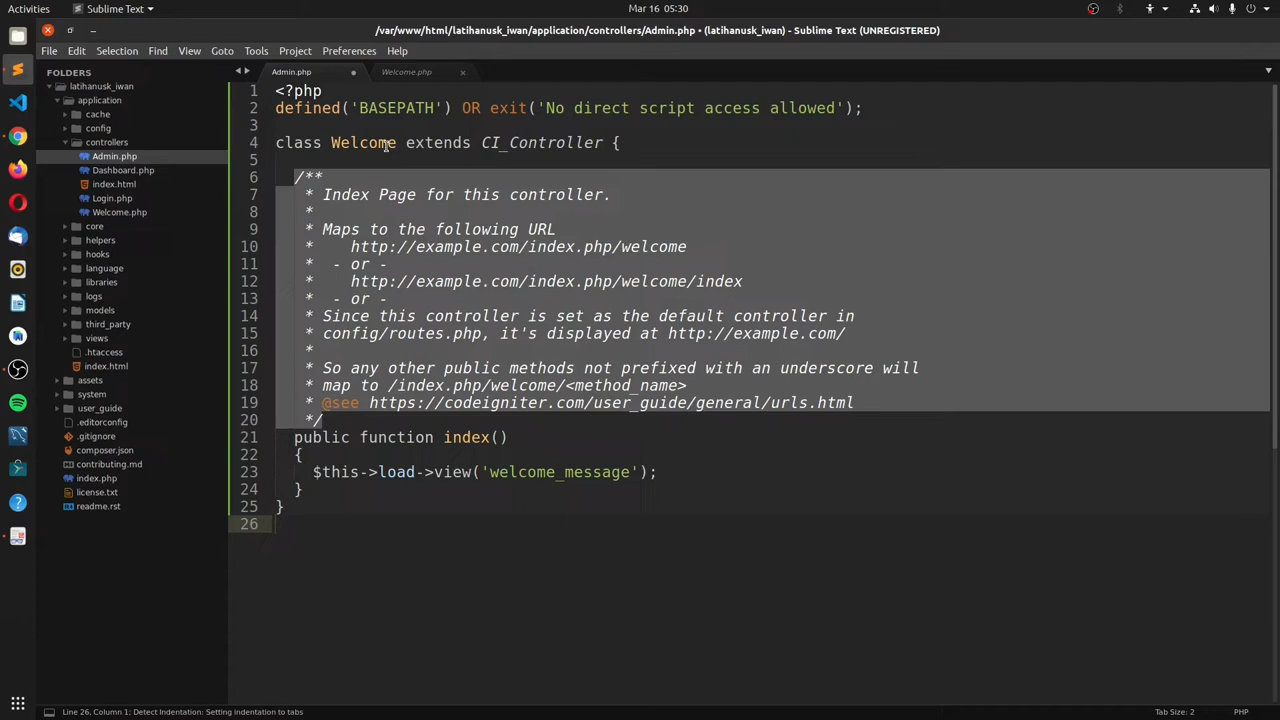 Activities
Sublime Text
Mar 16 05:30
/var/www/html/latihanusk_iwan/application/controllers/Admin.php • (latihanusk_iwan) - Sublime Text (UNREGISTERED)
File Edit Selection Find View Goto Tools Project Preferences Help
FOLDERS
latihanusk_iwan
application
cache
config
controllers
Admin.php
Dashboard.php
index.html
Login.php
Welcome.php
core
helpers
hooks
language
libraries
logs
models
third_party
views
.htaccess
index.html
assets
system
user_guide
.editorconfig
.gitignore
composer.json
contributing.md
index.php
license.txt
readme.rst
Admin.php
Welcome.php
1 <?php
2 defined('BASEPATH') OR exit('No direct script access allowed');
3
4 class Welcome extends CI_Controller {
5
6 /**
7 * Index Page for this controller.
8 *
9 * Maps to the following URL
10 * http://example.com/index.php/welcome
11 * - or -
12 * http://example.com/index.php/welcome/index
13 * - or -
14 * Since this controller is set as the default controller in
15 * config/routes.php, it's displayed at http://example.com/
16 *
17 * So any other public methods not prefixed with an underscore will
18 * map to /index.php/welcome/<method_name>
19 * @see https://codeigniter.com/user_guide/general/urls.html
20 */
21 public function index()
22 {
23 $this->load->view('welcome_message');
24 }
25 }
26
Line 26, Column 1; Detect Indentation: Setting indentation to tabs
Tab Size: 2
PHP